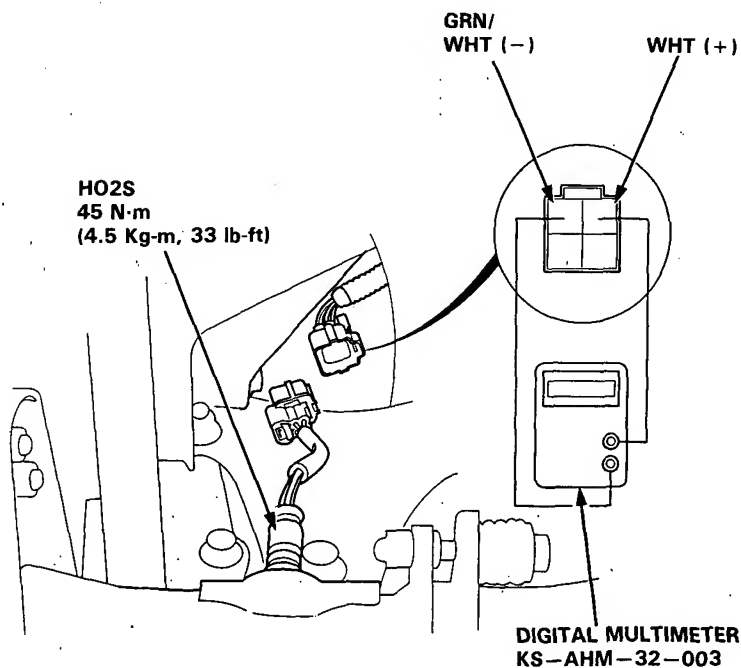 GRN/
WHT (−)
WHT (+)
HO2S
45 N·m
(4.5 Kg-m, 33 lb-ft)
DIGITAL MULTIMETER
KS−AHM−32−003